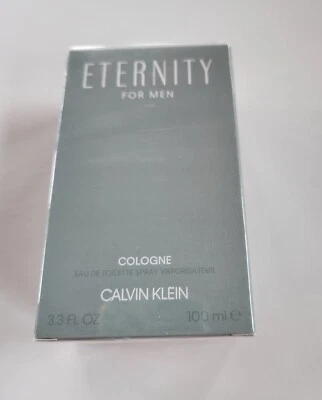 ETERNITY
FOR MEN
COLOGNE
EAU DE TOILETTE SPRAY VAPORISATEUR
CALVIN KLEIN
3.3 FL OZ 100 ml ℮